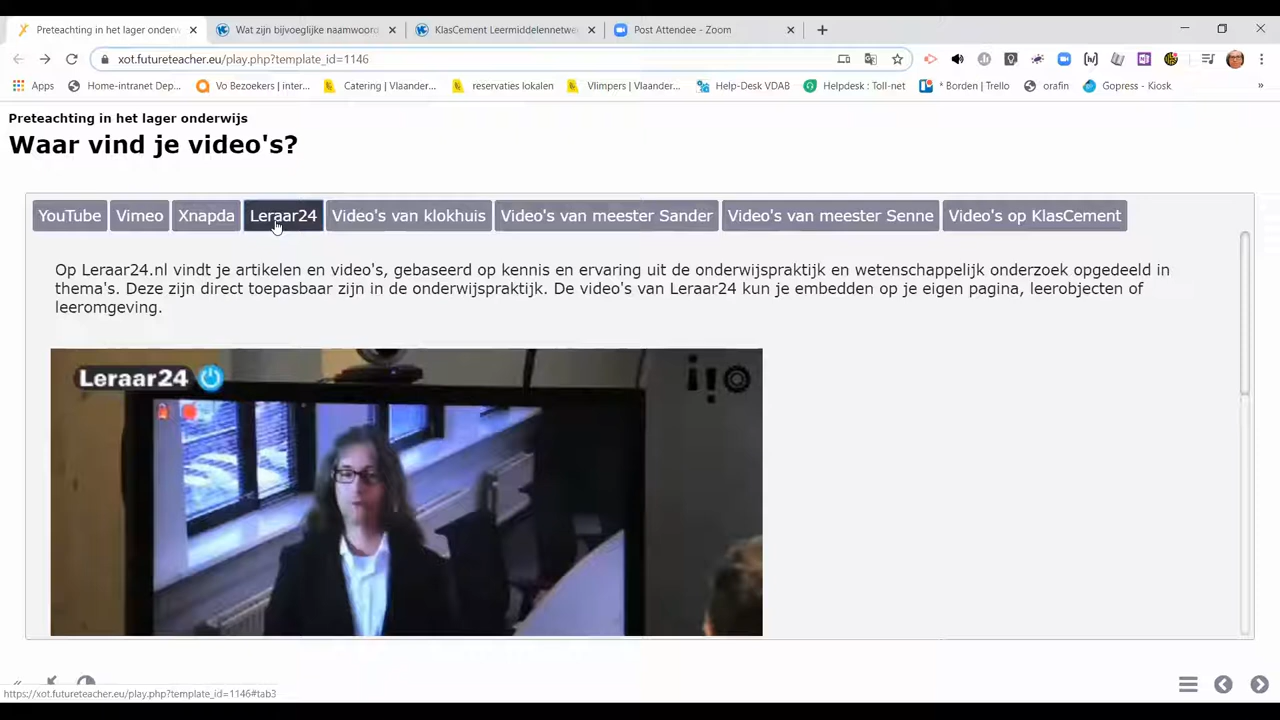 Preteaching in het lager onderw
Wat zijn bijvoeglijke naamwoord
KlasCement Leermiddelennetwe
Post Attendee - Zoom
xot.futureteacher.eu/play.php?template_id=1146
Apps
Home-intranet Dep...
Vo Bezoekers | inter...
Catering | Vlaander...
reservaties lokalen
Vlimpers | Vlaander...
Help-Desk VDAB
Helpdesk : Toll-net
* Borden | Trello
orafin
Gopress - Kiosk
Preteachting in het lager onderwijs
Waar vind je video's?
YouTube
Vimeo
Xnapda
Leraar24
Video's van klokhuis
Video's van meester Sander
Video's van meester Senne
Video's op KlasCement
Op Leraar24.nl vindt je artikelen en video's, gebaseerd op kennis en ervaring uit de onderwijspraktijk en wetenschappelijk onderzoek opgedeeld in
thema's. Deze zijn direct toepasbaar zijn in de onderwijspraktijk. De video's van Leraar24 kun je embedden op je eigen pagina, leerobjecten of
leeromgeving.
Leraar24
https://xot.futureteacher.eu/play.php?template_id=1146#tab3